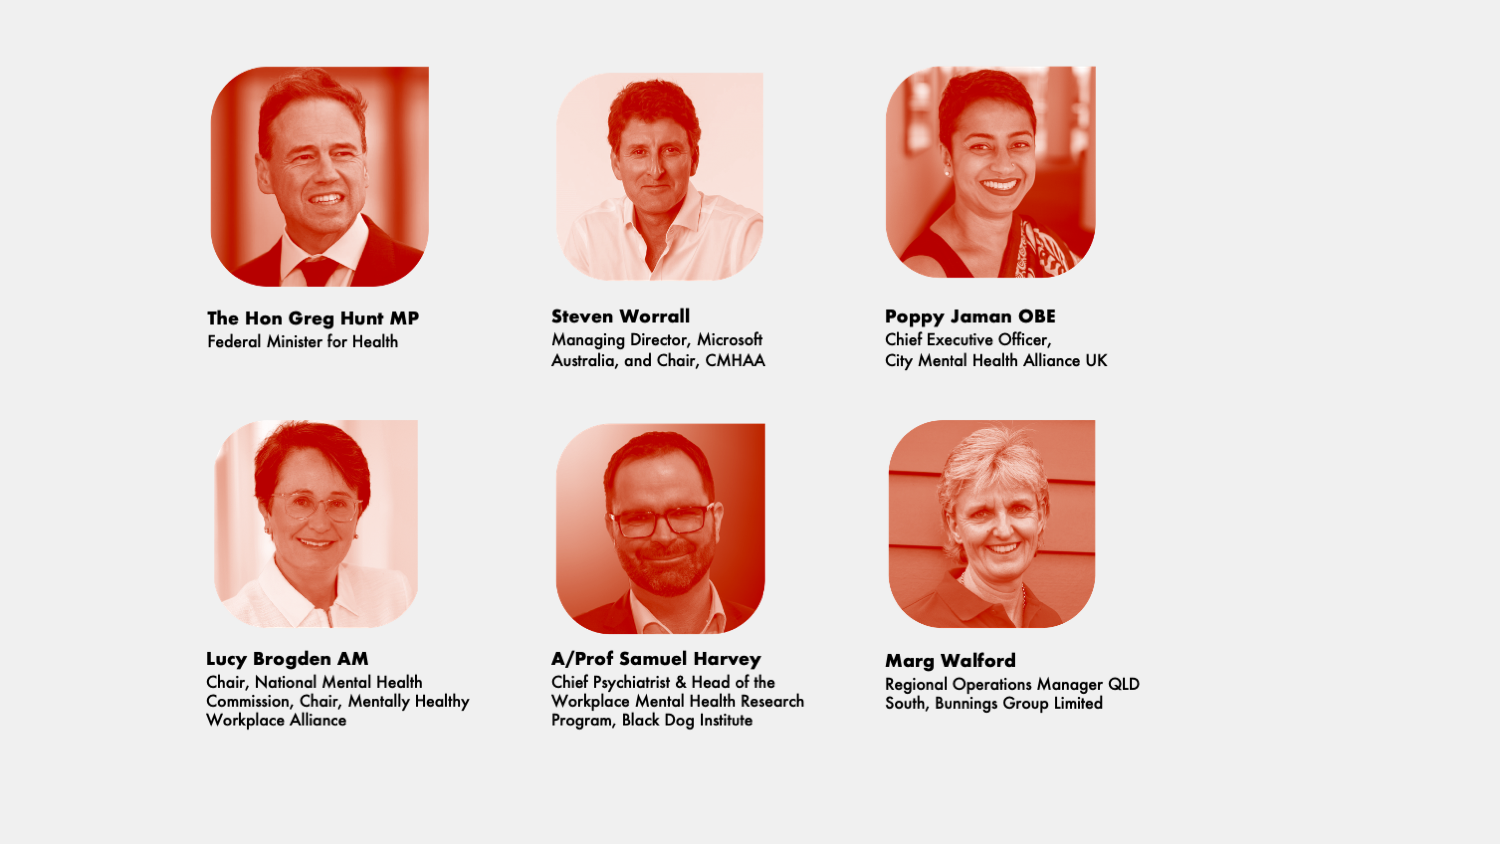 The Hon Greg Hunt MP
Federal Minister for Health
Steven Worrall
Managing Director, Microsoft
Australia, and Chair, CMHAA
Poppy Jaman OBE
Chief Executive Officer,
City Mental Health Alliance UK
Lucy Brogden AM
Chair, National Mental Health
Commission, Chair, Mentally Healthy
Workplace Alliance
A/Prof Samuel Harvey
Chief Psychiatrist & Head of the
Workplace Mental Health Research
Program, Black Dog Institute
Marg Walford
Regional Operations Manager QLD
South, Bunnings Group Limited